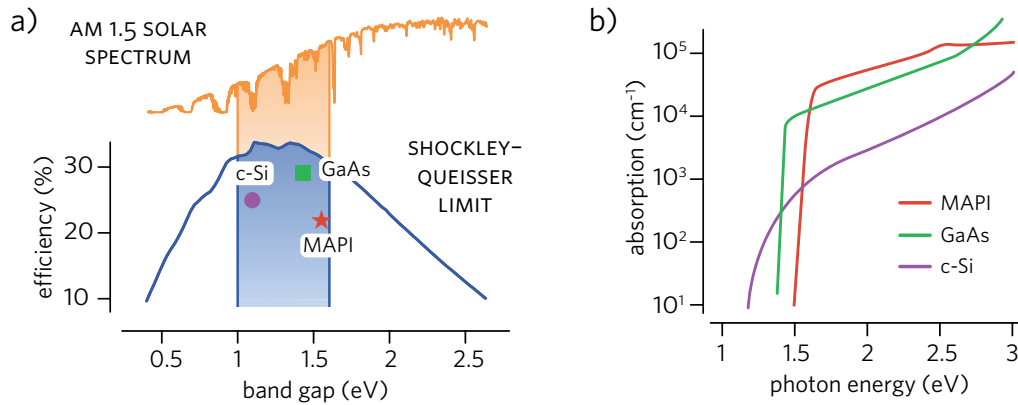 a)
AM 1.5 SOLAR
SPECTRUM
efficiency (%)
30
20
10
c-Si
GaAs
MAPI
SHOCKLEY–
QUEISSER
LIMIT
0.5
1
1.5
2
2.5
band gap (eV)
b)
absorption (cm⁻¹)
10⁵
10⁴
10³
10²
10¹
MAPI
GaAs
c-Si
1
1.5
2
2.5
3
photon energy (eV)